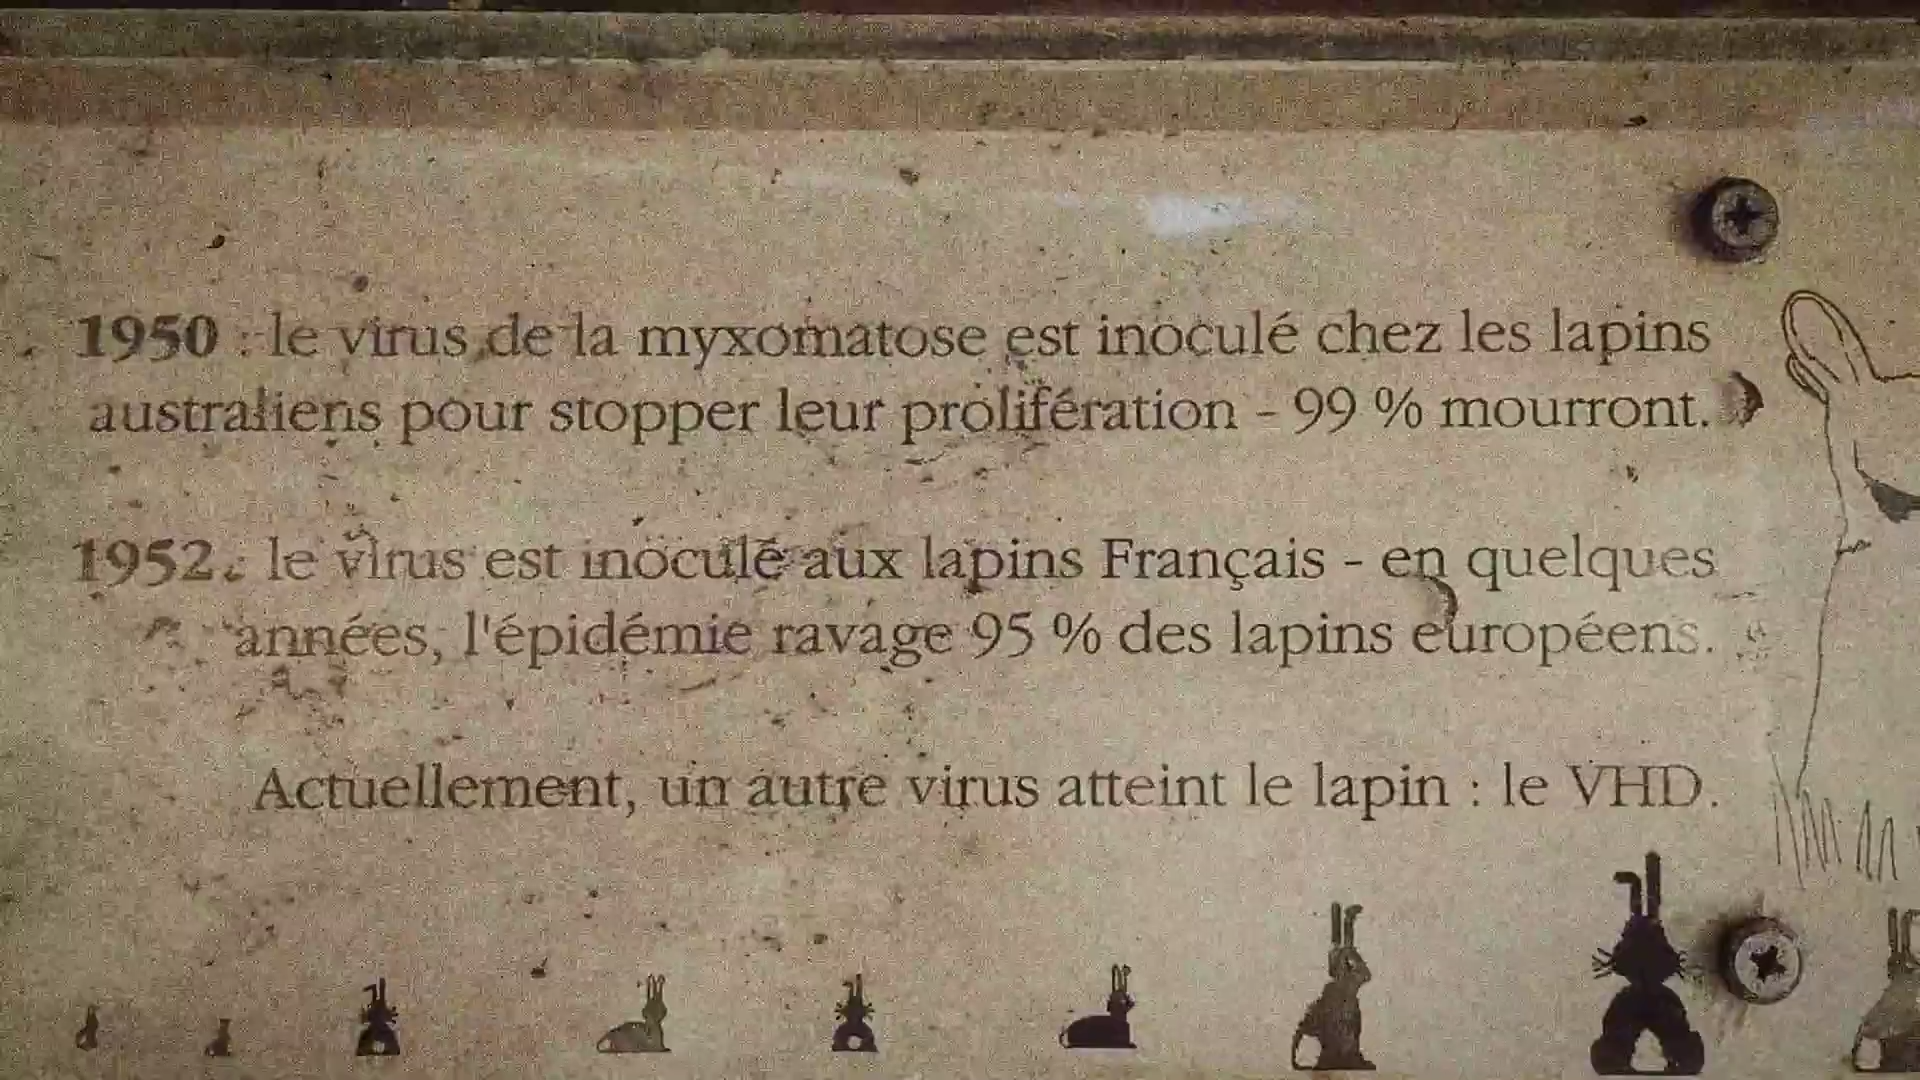 1950 : le virus de la myxomatose est inoculé chez les lapins
australiens pour stopper leur prolifération - 99 % mourront.
1952 : le virus est inoculé aux lapins Français - en quelques
années, l'épidémie ravage 95 % des lapins européens.
Actuellement, un autre virus atteint le lapin : le VHD.